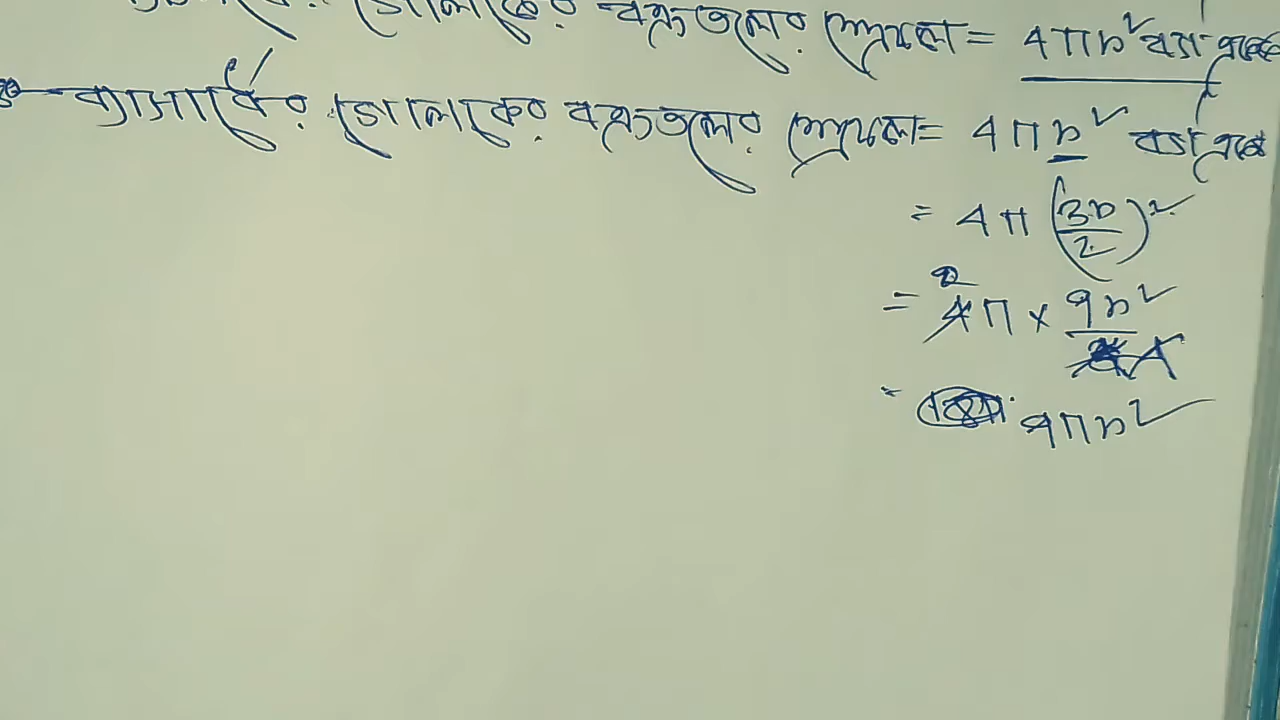 গোলকের বক্রতলের ক্ষেত্রফল = 4πr² বর্গ একক
ব্যাসার্ধের গোলকের বক্রতলের ক্ষেত্রফল = 4πr² বর্গ একক
= 4π (3r/2)²
= 4π × 9r²/4
= 9πr²